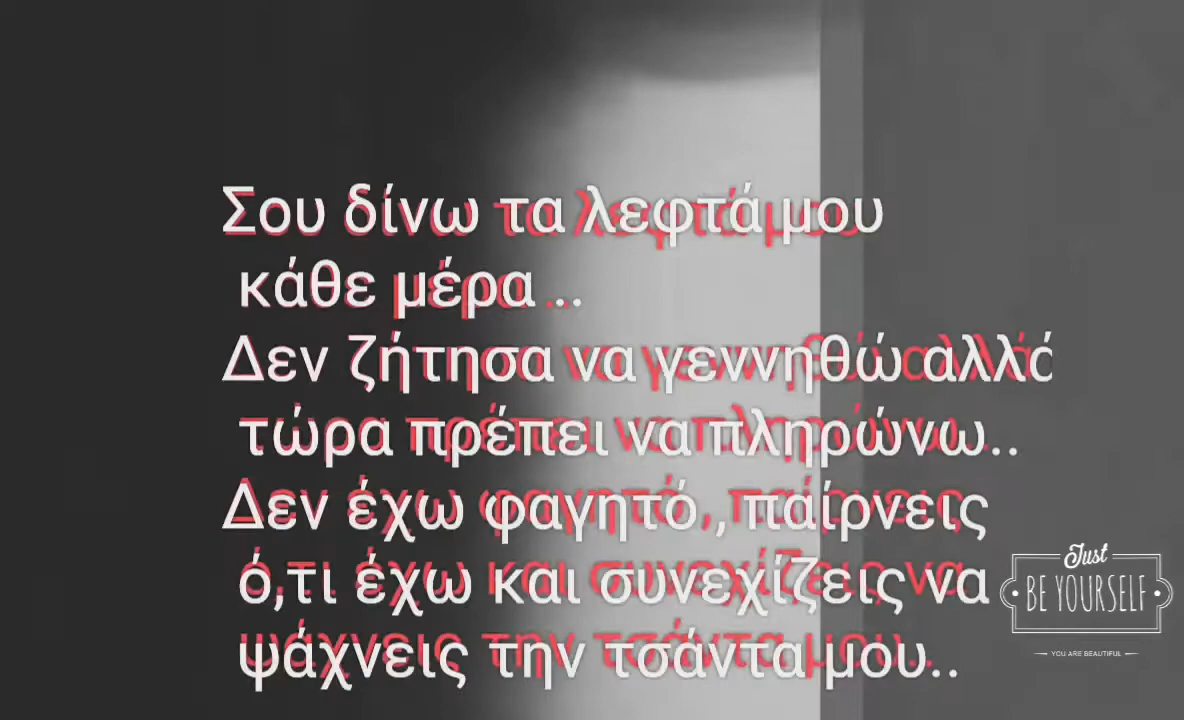 Σου δίνω τα λεφτά μου
κάθε μέρα ..
Δεν ζήτησα να γεννηθώ αλλά
τώρα πρέπει να πληρώνω..
Δεν έχω φαγητό, παίρνεις
ό,τι έχω και συνεχίζεις να
ψάχνεις την τσάντα μου..
Just
BE YOURSELF
YOU ARE BEAUTIFUL